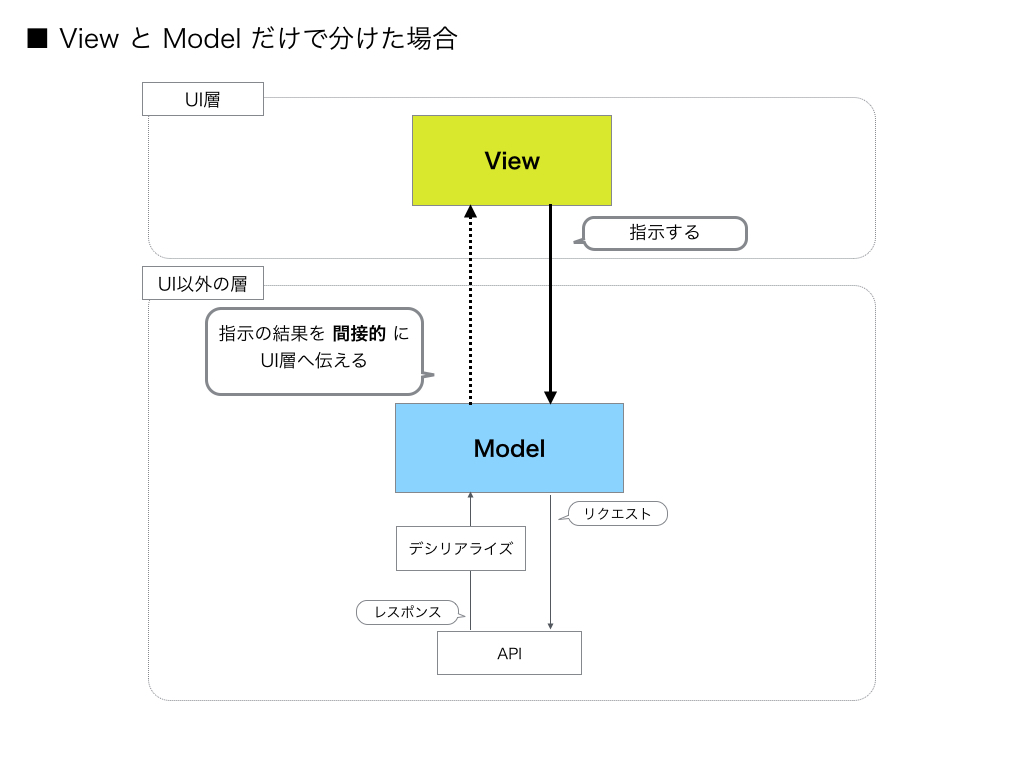 ■ View と Model だけで分けた場合
UI層
View
指示する
UI以外の層
指示の結果を 間接的 に
UI層へ伝える
Model
リクエスト
デシリアライズ
レスポンス
API